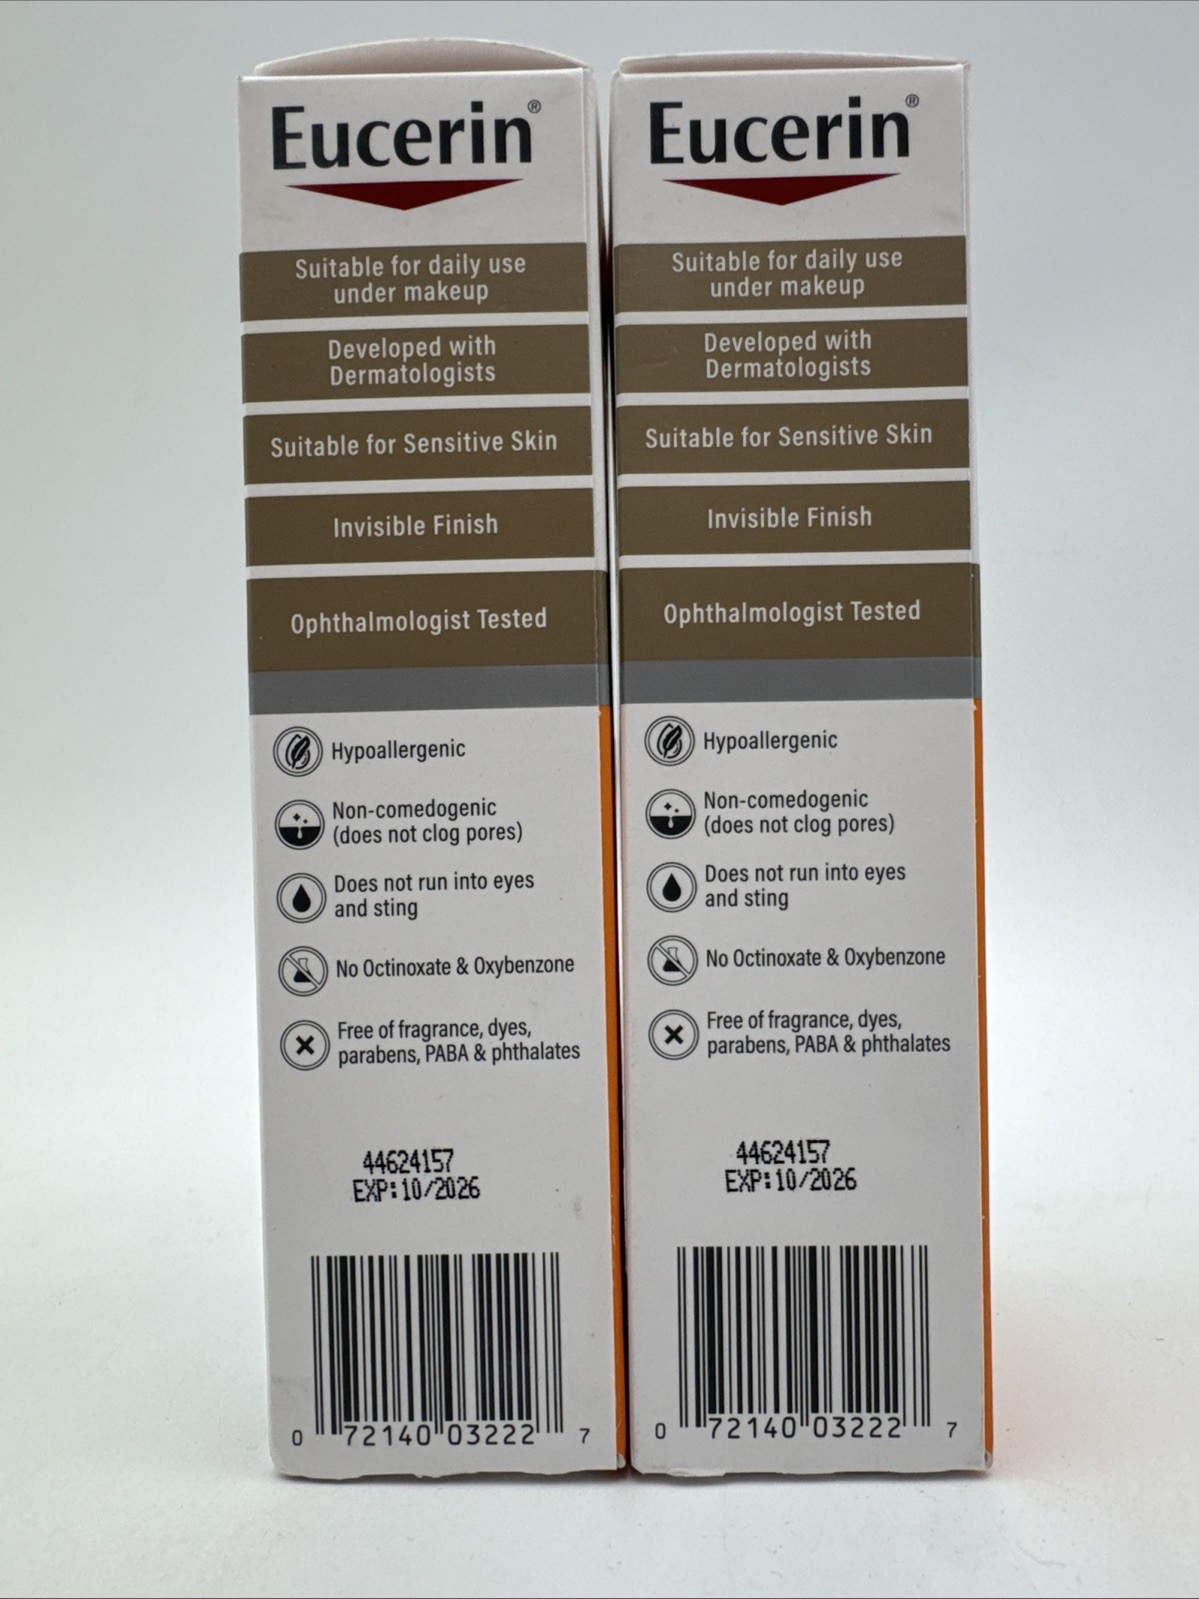 Eucerin®
Suitable for daily use
under makeup
Developed with
Dermatologists
Suitable for Sensitive Skin
Invisible Finish
Ophthalmologist Tested
Hypoallergenic
Non-comedogenic
(does not clog pores)
Does not run into eyes
and sting
No Octinoxate & Oxybenzone
Free of fragrance, dyes,
parabens, PABA & phthalates
44624157
EXP:10/2026
0 72140 03222 7
Eucerin®
Suitable for daily use
under makeup
Developed with
Dermatologists
Suitable for Sensitive Skin
Invisible Finish
Ophthalmologist Tested
Hypoallergenic
Non-comedogenic
(does not clog pores)
Does not run into eyes
and sting
No Octinoxate & Oxybenzone
Free of fragrance, dyes,
parabens, PABA & phthalates
44624157
EXP:10/2026
0 72140 03222 7